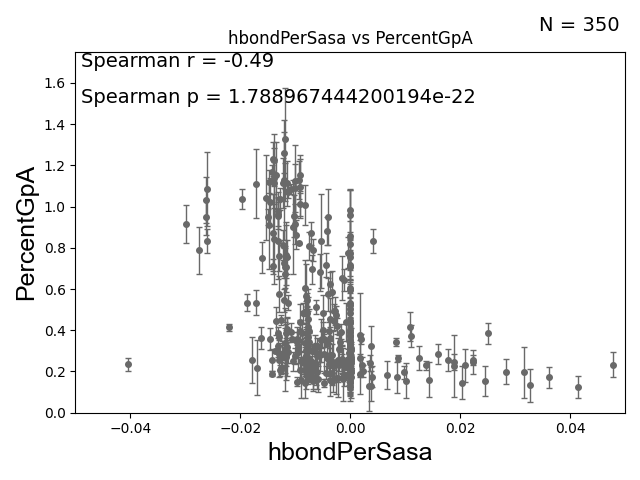 N = 350
hbondPerSasa vs PercentGpA
Spearman r = -0.49
Spearman p = 1.788967444200194e-22
1.6
1.4
1.2
1.0
0.8
0.6
0.4
0.2
0.0
PercentGpA
−0.04 −0.02 0.00 0.02 0.04
hbondPerSasa